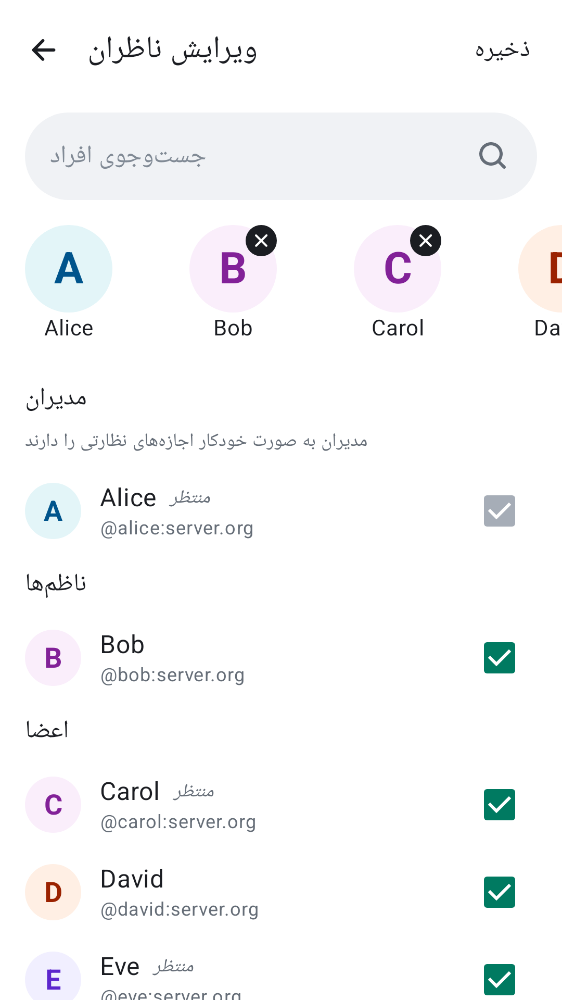 ویرایش ناظران
ذخیره
جست‌وجوی افراد
A
B
C
D
Alice
Bob
Carol
Da
مدیران
مدیران به صورت خودکار اجازه‌های نظارتی را دارند
A
Alice منتظر
@alice:server.org
ناظم‌ها
B
Bob
@bob:server.org
اعضا
C
Carol منتظر
@carol:server.org
D
David
@david:server.org
E
Eve منتظر
@eve:server.org